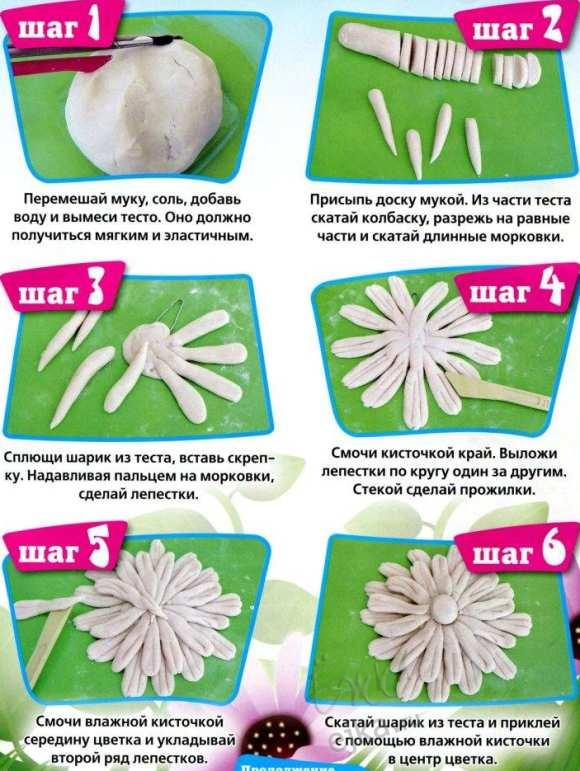 шаг 1
Перемешай муку, соль, добавь
воду и вымеси тесто. Оно должно
получиться мягким и эластичным.
шаг 2
Присыпь доску мукой. Из части теста
скатай колбаску, разрежь на равные
части и скатай длинные морковки.
шаг 3
Сплющи шарик из теста, вставь скреп-
ку. Надавливая пальцем на морковки,
сделай лепестки.
шаг 4
Смочи кисточкой край. Выложи
лепестки по кругу один за другим.
Стекой сделай прожилки.
шаг 5
Смочи влажной кисточкой
середину цветка и укладывай
второй ряд лепестков.
шаг 6
Скатай шарик из теста и приклей
с помощью влажной кисточки
в центр цветка.
Продолжение